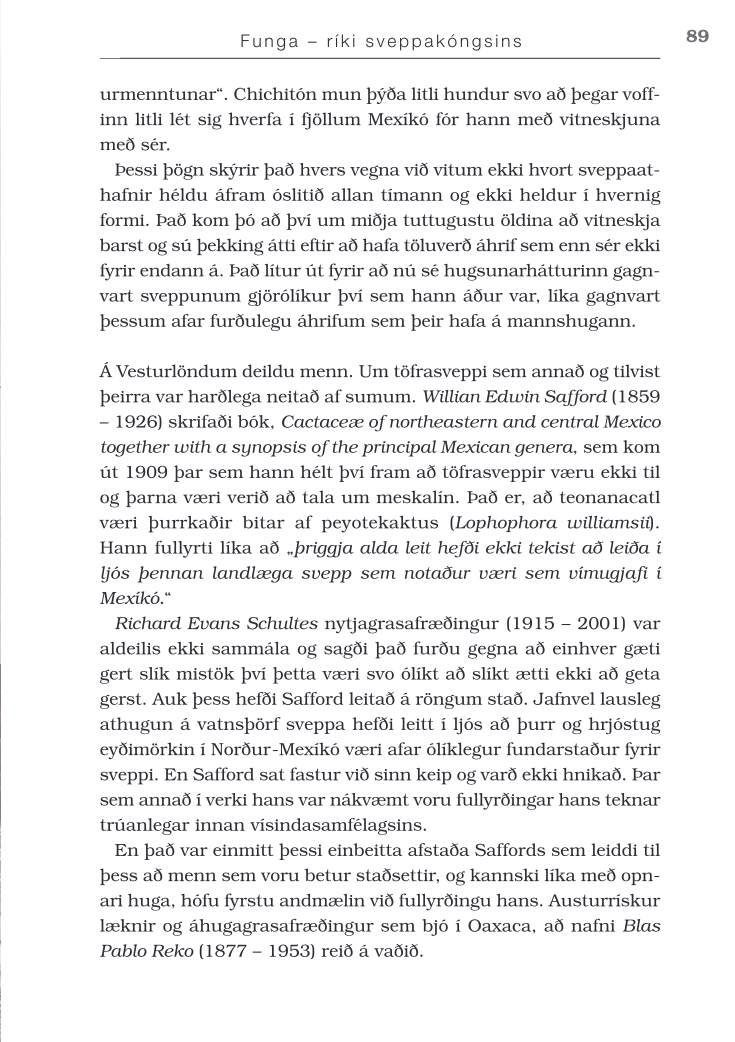 Funga – ríki sveppakóngsins
89
urmenntunar“. Chichitón mun þýða litli hundur svo að þegar voff-
inn litli lét sig hverfa í fjöllum Mexíkó fór hann með vitneskjuna
með sér.
Þessi þögn skýrir það hvers vegna við vitum ekki hvort sveppaat-
hafnir héldu áfram óslitið allan tímann og ekki heldur í hvernig
formi. Það kom þó að því um miðja tuttugustu öldina að vitneskja
barst og sú þekking átti eftir að hafa töluverð áhrif sem enn sér ekki
fyrir endann á. Það lítur út fyrir að nú sé hugsunarhátturinn gagn-
vart sveppunum gjörólíkur því sem hann áður var, líka gagnvart
þessum afar furðulegu áhrifum sem þeir hafa á mannshugann.
Á Vesturlöndum deildu menn. Um töfrasveppi sem annað og tilvist
þeirra var harðlega neitað af sumum. Willian Edwin Safford (1859
– 1926) skrifaði bók, Cactaceæ of northeastern and central Mexico
together with a synopsis of the principal Mexican genera, sem kom
út 1909 þar sem hann hélt því fram að töfrasveppir væru ekki til
og þarna væri verið að tala um meskalín. Það er, að teonanacatl
væri þurrkaðir bitar af peyotekaktus (Lophophora williamsii).
Hann fullyrti líka að „þriggja alda leit hefði ekki tekist að leiða í
ljós þennan landlæga svepp sem notaður væri sem vímugjafi í
Mexíkó.“
Richard Evans Schultes nytjagrasafræðingur (1915 – 2001) var
aldeilis ekki sammála og sagði það furðu gegna að einhver gæti
gert slík mistök því þetta væri svo ólíkt að slíkt ætti ekki að geta
gerst. Auk þess hefði Safford leitað á röngum stað. Jafnvel lausleg
athugun á vatnsþörf sveppa hefði leitt í ljós að þurr og hrjóstug
eyðimörkin í Norður-Mexíkó væri afar ólíklegur fundarstaður fyrir
sveppi. En Safford sat fastur við sinn keip og varð ekki hnikað. Þar
sem annað í verki hans var nákvæmt voru fullyrðingar hans teknar
trúanlegar innan vísindasamfélagsins.
En það var einmitt þessi einbeitta afstaða Saffords sem leiddi til
þess að menn sem voru betur staðsettir, og kannski líka með opn-
ari huga, hófu fyrstu andmælin við fullyrðingu hans. Austurrískur
læknir og áhugagrasafræðingur sem bjó í Oaxaca, að nafni Blas
Pablo Reko (1877 – 1953) reið á vaðið.